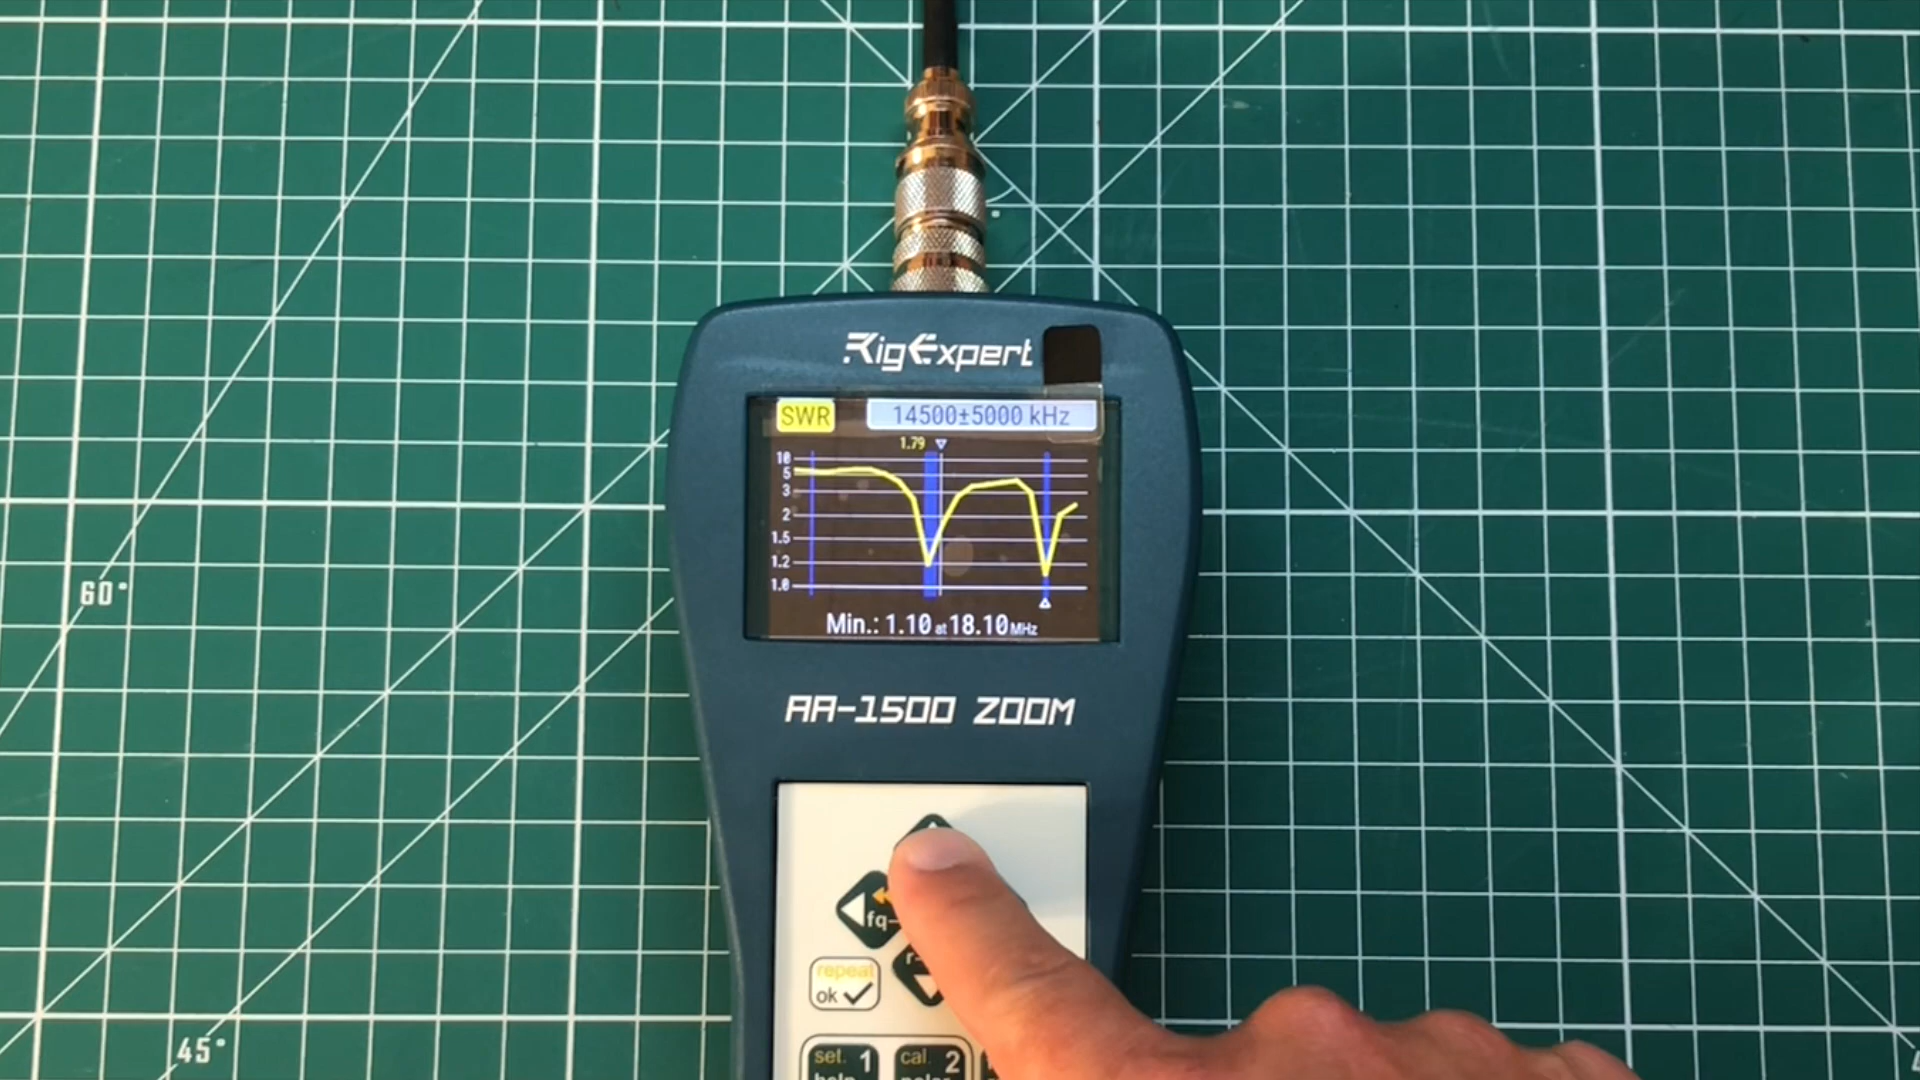 RigExpert
SWR 14500±5000 kHz
1.79
10
5
3
2
1.5
1.2
1.0
Min.: 1.10 at 18.10 MHz
AA-1500 ZOOM
60°
fq-
r-
repeat
ok
set. 1
cal. 2
45°